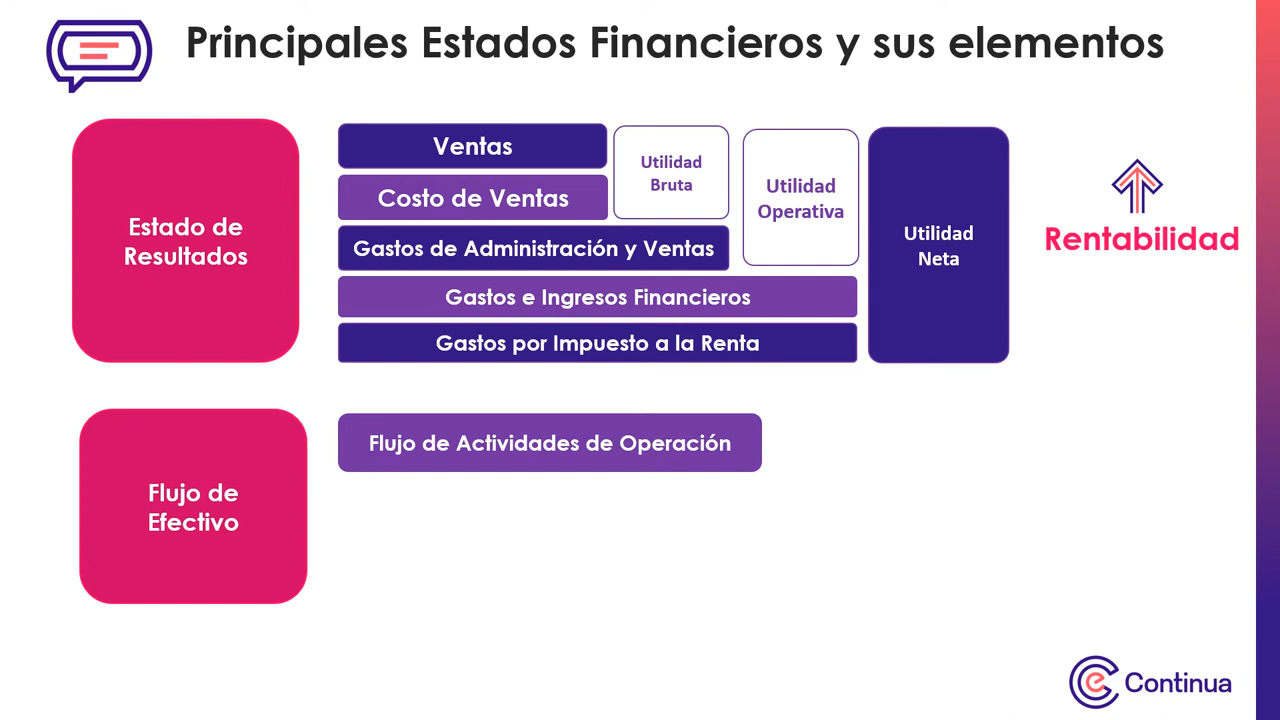 Principales Estados Financieros y sus elementos
Estado de
Resultados
Ventas
Costo de Ventas
Gastos de Administración y Ventas
Gastos e Ingresos Financieros
Gastos por Impuesto a la Renta
Utilidad
Bruta
Utilidad
Operativa
Utilidad
Neta
Rentabilidad
Flujo de
Efectivo
Flujo de Actividades de Operación
Continua